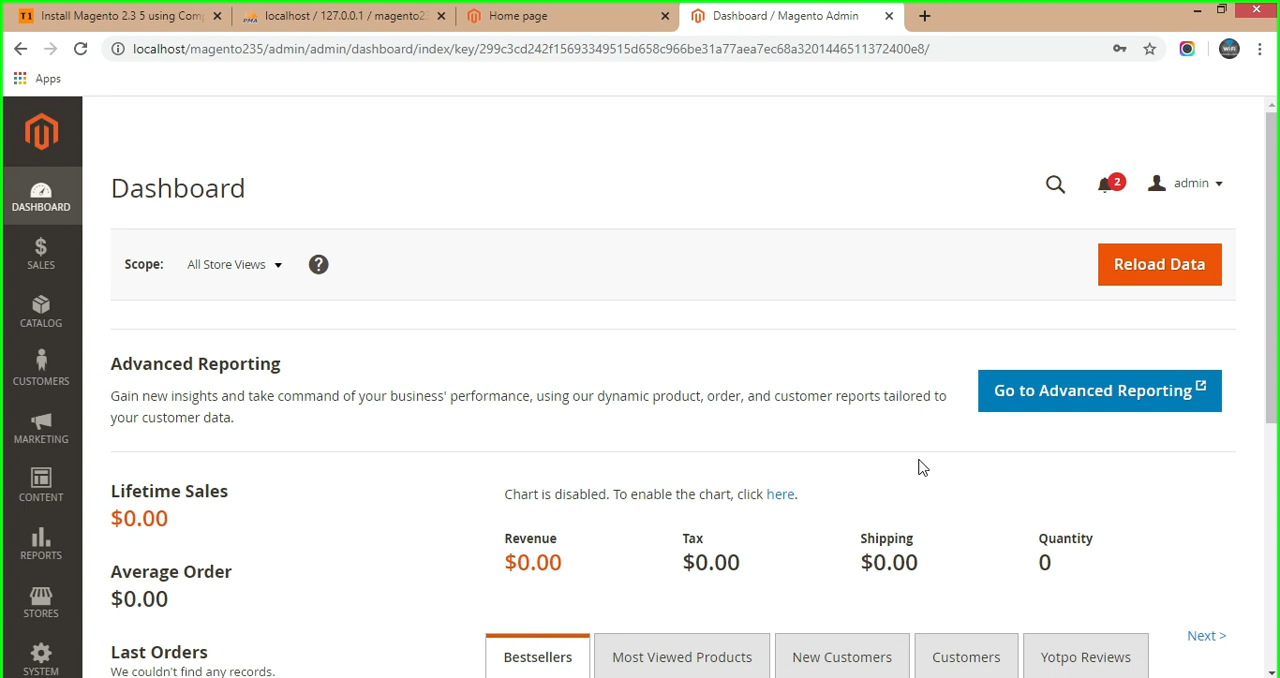 Install Magento 2.3 5 using Comp
localhost / 127.0.0.1 / magento23
Home page
Dashboard / Magento Admin
localhost/magento235/admin/admin/dashboard/index/key/299c3cd242f15693349515d658c966be31a77aea7ec68a3201446511372400e8/
Apps
DASHBOARD
SALES
CATALOG
CUSTOMERS
MARKETING
CONTENT
REPORTS
STORES
SYSTEM
Dashboard
2
admin
Scope: All Store Views
?
Reload Data
Advanced Reporting
Gain new insights and take command of your business' performance, using our dynamic product, order, and customer reports tailored to
your customer data.
Go to Advanced Reporting
Lifetime Sales
$0.00
Average Order
$0.00
Last Orders
We couldn't find any records.
Chart is disabled. To enable the chart, click here.
Revenue Tax Shipping Quantity
$0.00 $0.00 $0.00 0
Next >
Bestsellers Most Viewed Products New Customers Customers Yotpo Reviews